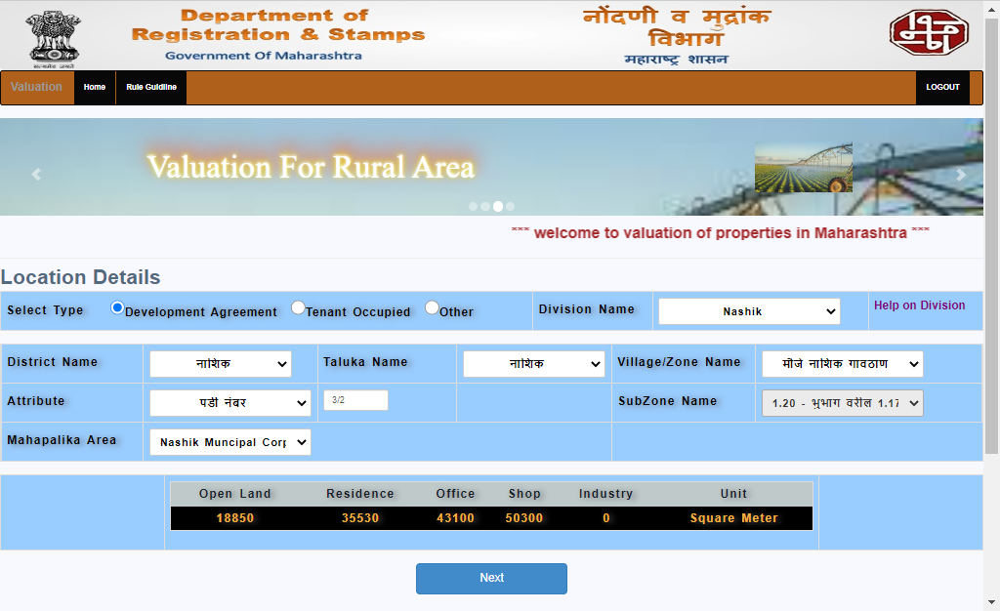 Department of
Registration & Stamps
Government Of Maharashtra
नोंदणी व मुद्रांक
विभाग
महाराष्ट्र शासन
सत्यमेव जयते
Valuation Home Rule Guidline LOGOUT
Valuation For Rural Area
*** welcome to valuation of properties in Maharashtra ***
Location Details
Select Type Development Agreement Tenant Occupied Other Division Name Nashik Help on Division
District Name नाशिक Taluka Name नाशिक Village/Zone Name मौजे नाशिक गावठाण
Attribute पडी नंबर 3/2 SubZone Name 1.20 - भुभाग वरील 1.17
Mahapalika Area Nashik Muncipal Corp
Open Land Residence Office Shop Industry Unit
18850 35530 43100 50300 0 Square Meter
Next